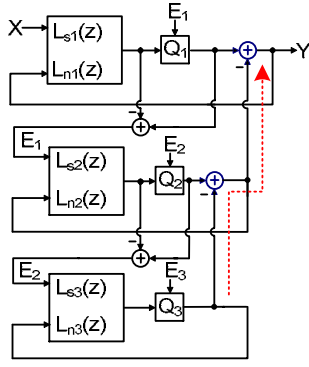 E₁
X Lₛ₁(z) Q₁ Y
Lₙ₁(z)
E₁ E₂
Lₛ₂(z) Q₂
Lₙ₂(z)
E₂ E₃
Lₛ₃(z) Q₃
Lₙ₃(z)